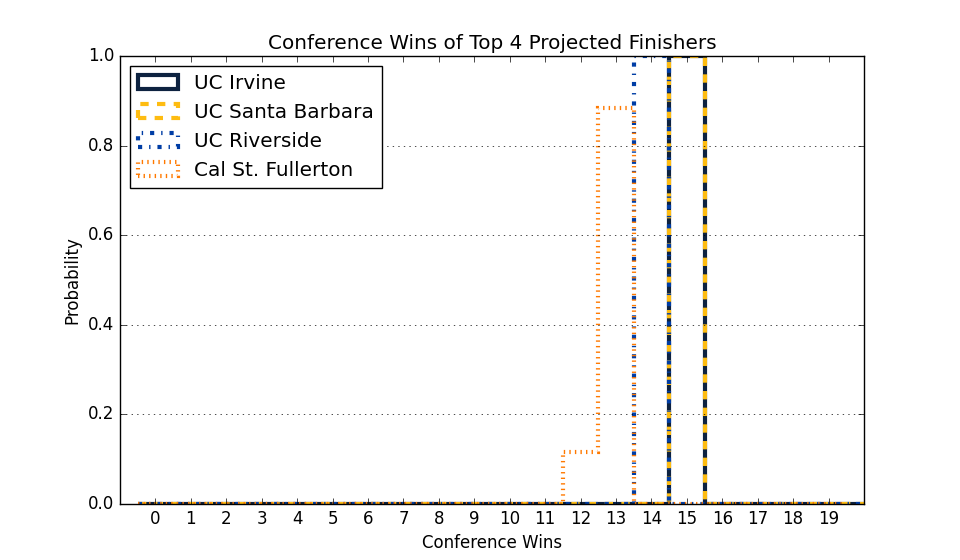 Conference Wins of Top 4 Projected Finishers
1.0
0.8
0.6
0.4
0.2
0.0
Probability
UC Irvine
UC Santa Barbara
UC Riverside
Cal St. Fullerton
0 1 2 3 4 5 6 7 8 9 10 11 12 13 14 15 16 17 18 19
Conference Wins